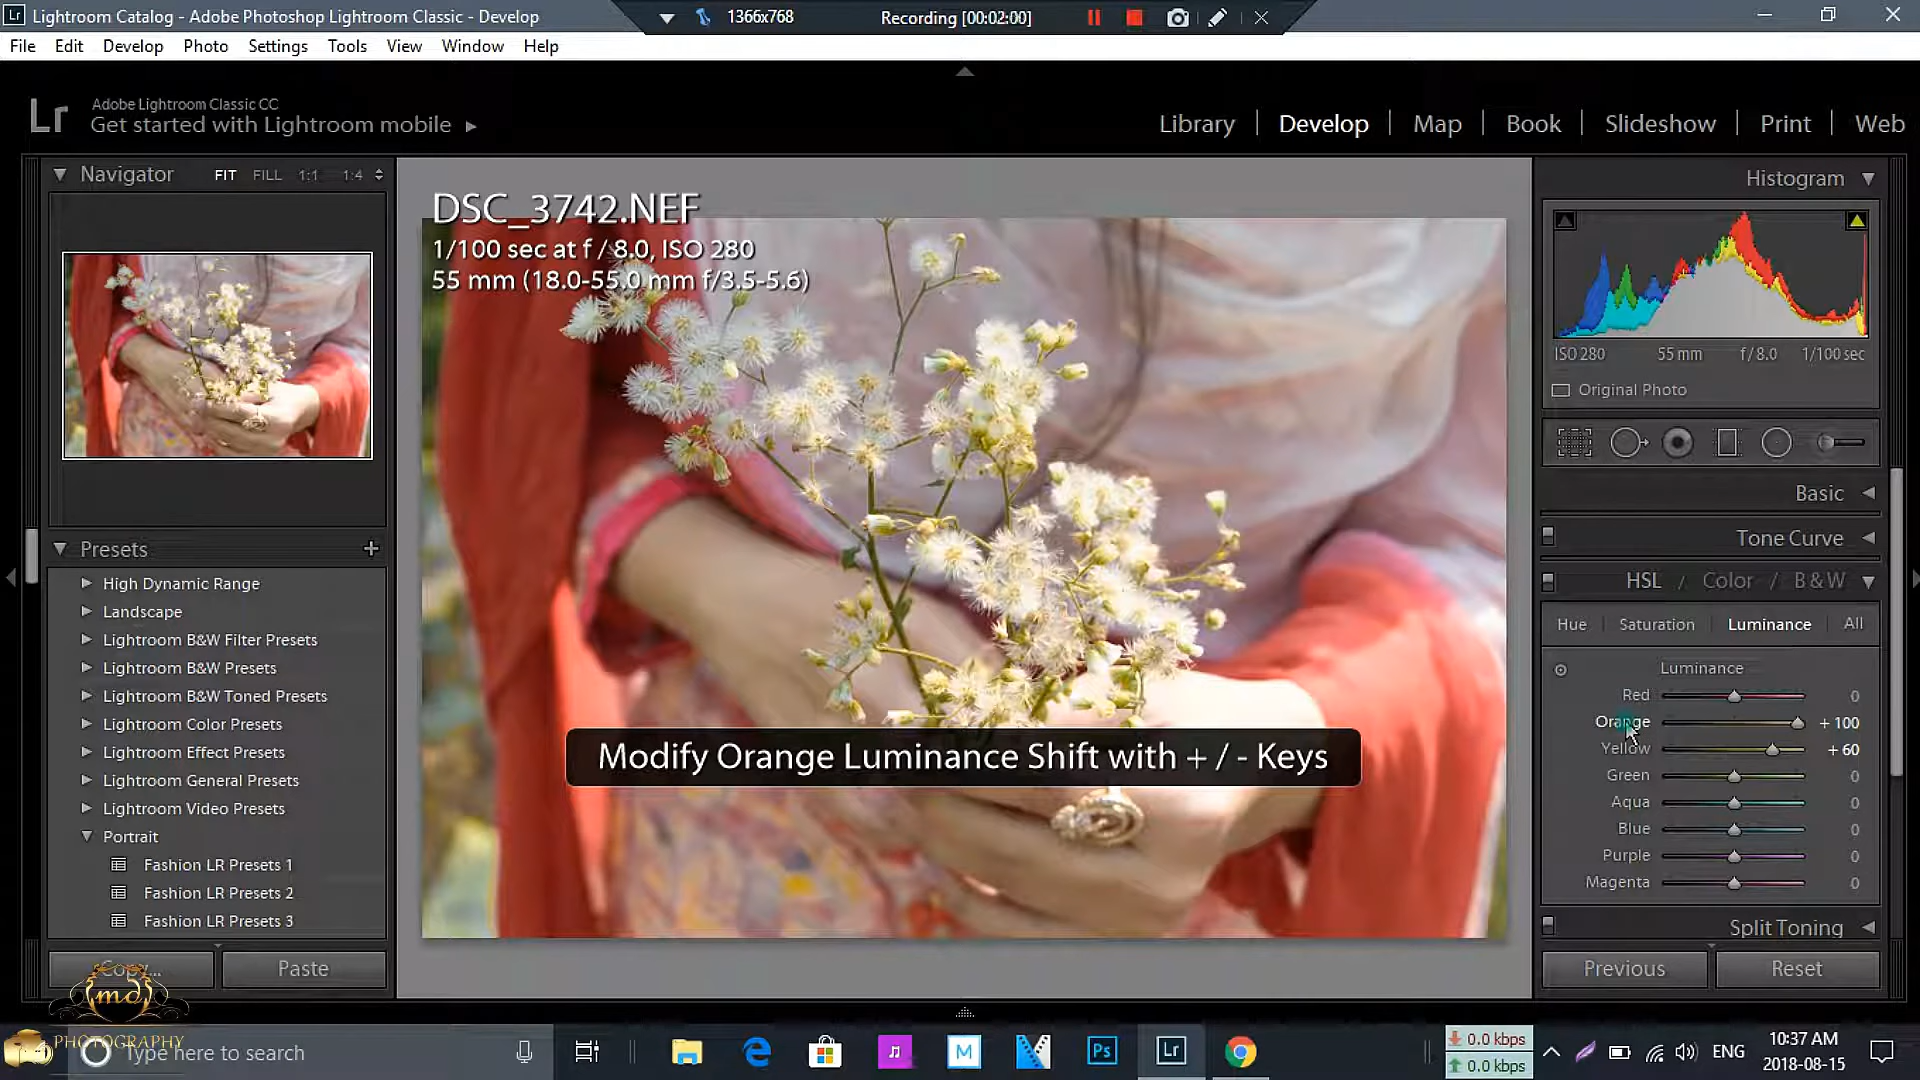 Lightroom Catalog - Adobe Photoshop Lightroom Classic - Develop
1366x768
Recording [00:02:00]
File Edit Develop Photo Settings Tools View Window Help
Lr
Adobe Lightroom Classic CC
Get started with Lightroom mobile
Library | Develop | Map | Book | Slideshow | Print | Web
Navigator FIT FILL 1:1 1:4
DSC_3742.NEF
1/100 sec at f / 8.0, ISO 280
55 mm (18.0-55.0 mm f/3.5-5.6)
Histogram
ISO 280 55 mm f/8.0 1/100 sec
Original Photo
Basic
Tone Curve
HSL / Color / B & W
Hue Saturation Luminance All
Luminance
Red 0
Orange + 100
Yellow + 60
Green 0
Aqua 0
Blue 0
Purple 0
Magenta 0
Split Toning
Previous Reset
Presets +
High Dynamic Range
Landscape
Lightroom B&W Filter Presets
Lightroom B&W Presets
Lightroom B&W Toned Presets
Lightroom Color Presets
Lightroom Effect Presets
Lightroom General Presets
Lightroom Video Presets
Portrait
Fashion LR Presets 1
Fashion LR Presets 2
Fashion LR Presets 3
Copy... Paste
Modify Orange Luminance Shift with + / - Keys
md
PHOTOGRAPHY
Type here to search
M
Ps
Lr
0.0 kbps
0.0 kbps
ENG
10:37 AM
2018-08-15